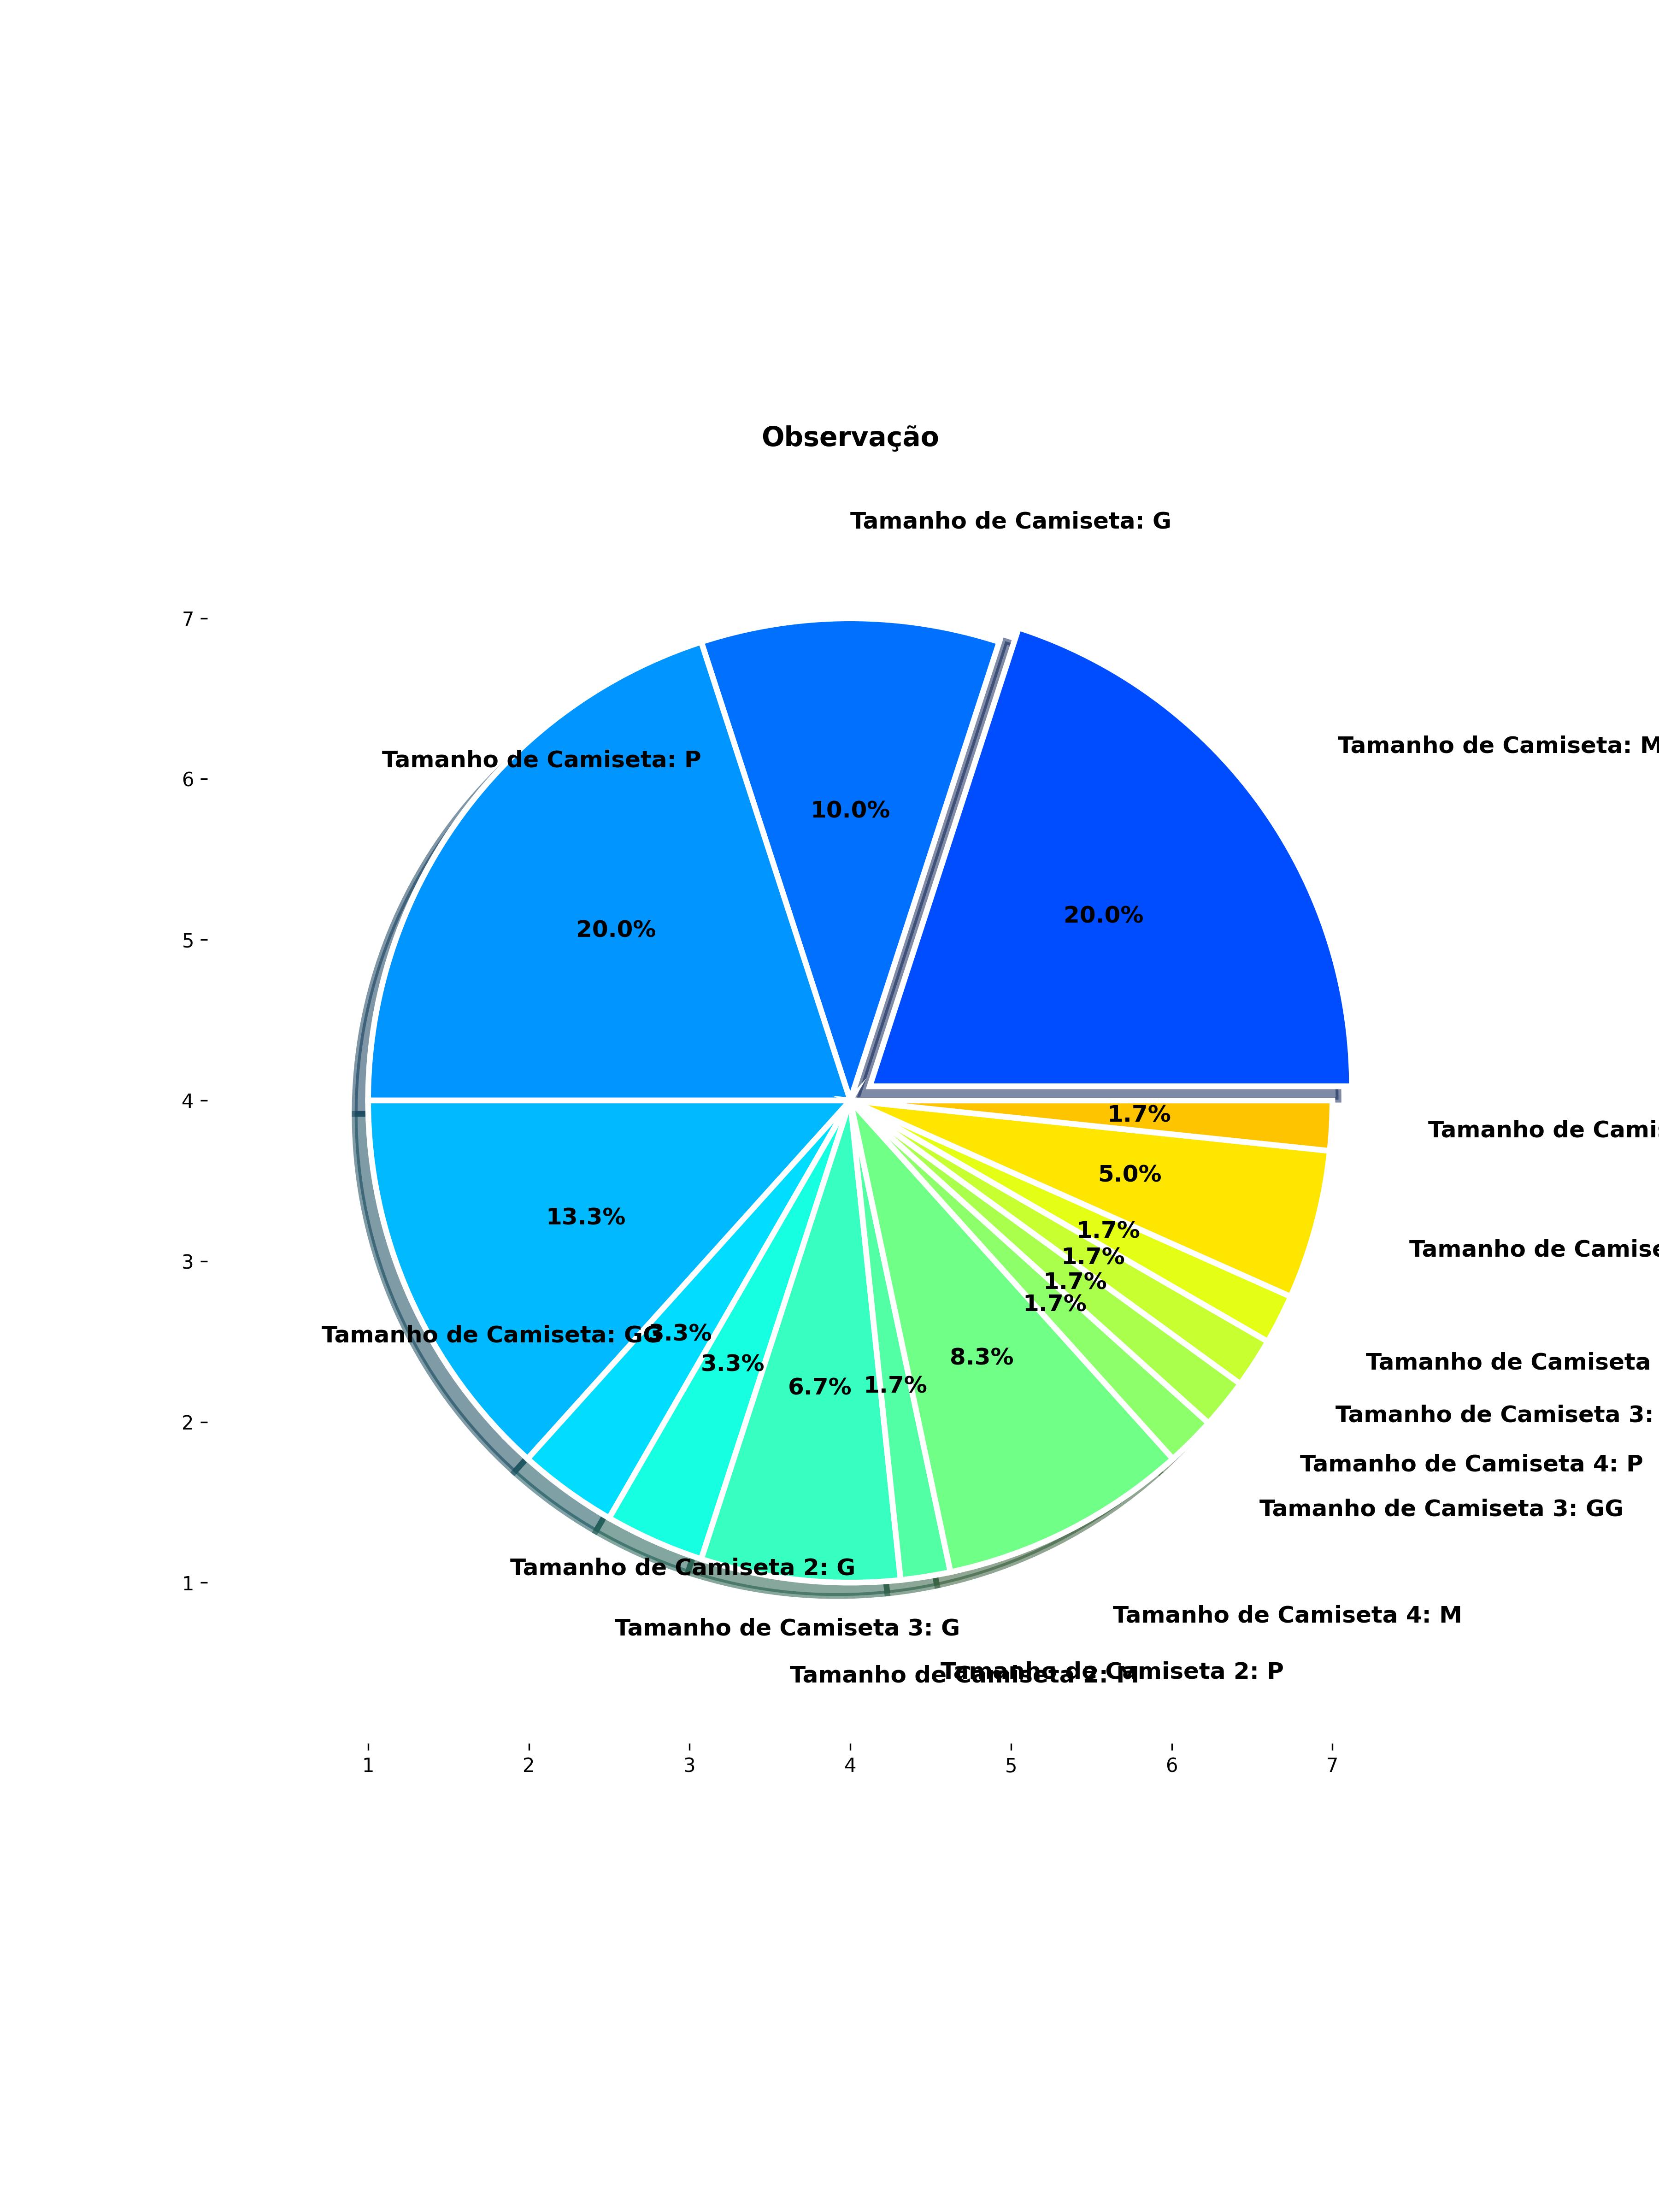 Observação
Tamanho de Camiseta: G
7
Tamanho de Camiseta: M
Tamanho de Camiseta: P
6
10.0%
20.0%
20.0%
5
4
1.7%
Tamanho de
5.0%
13.3%
1.7%
Tamanho de
1.7%
3
1.7%
1.7%
Tamanho de Camiseta: GG
3.3%
3.3%
8.3%
Tamanho de Camiseta
6.7%
1.7%
Tamanho de Camiseta 3:
2
Tamanho de Camiseta 4: P
Tamanho de Camiseta 3: GG
Tamanho de Camiseta 2: G
1
Tamanho de Camiseta 4: M
Tamanho de Camiseta 3: G
Tamanho de Camiseta 2: M
Tamanho de Camiseta 2: P
1 2 3 4 5 6 7